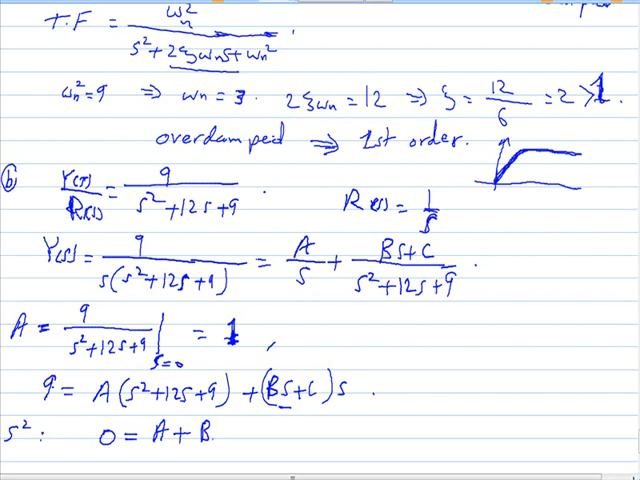 T.F = ωn² / (s² + 2ξωns + ωn²) ,
ωn² = 9 ⇒ ωn = 3. 2ξωn = 12 ⇒ ξ = 12/6 = 2 > 1
overdamped ⇒ 1st order.
(b) Y(s)/R(s) = 9 / (s² + 12s + 9) . R(s) = 1/s
Y(s) = 9 / (s(s² + 12s + 9)) = A/s + (Bs + C) / (s² + 12s + 9) .
A = 9 / (s² + 12s + 9) |s=0 = 1 ,
9 = A(s² + 12s + 9) + (Bs + C) s .
s² : 0 = A + B.